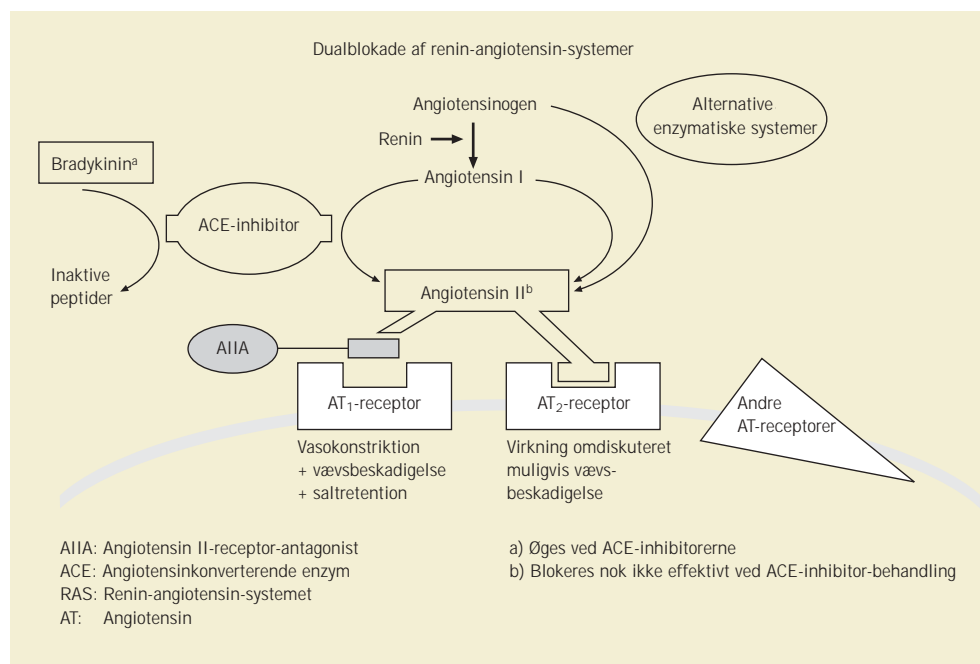 Dualblokade af renin-angiotensin-systemer
Angiotensinogen
Alternative
enzymatiske systemer
Renin
Bradykininᵃ
Angiotensin I
ACE-inhibitor
Inaktive
peptider
Angiotensin IIᵇ
AIIA
AT₁-receptor
AT₂-receptor
Andre
AT-receptorer
Vasokonstriktion
+ vævsbeskadigelse
+ saltretention
Virkning omdiskuteret
muligvis vævs-
beskadigelse
AIIA: Angiotensin II-receptor-antagonist
ACE: Angiotensinkonverterende enzym
RAS: Renin-angiotensin-systemet
AT: Angiotensin
a) Øges ved ACE-inhibitorerne
b) Blokeres nok ikke effektivt ved ACE-inhibitor-behandling